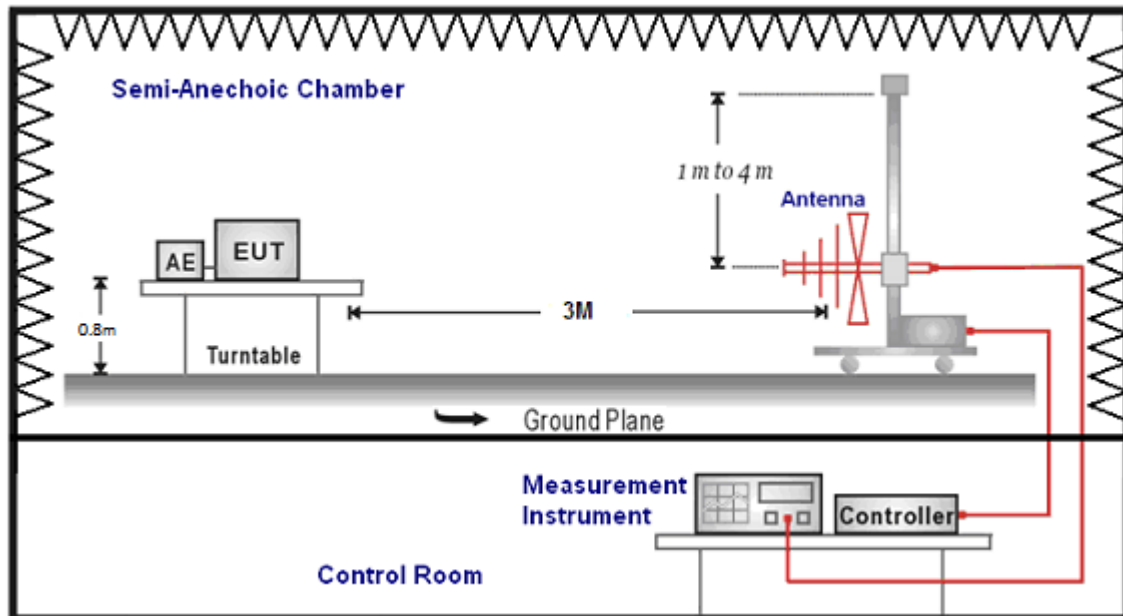 Semi-Anechoic Chamber
1 m to 4 m
Antenna
AE
EUT
3M
0.8m
Turntable
Ground Plane
Measurement
Instrument
Controller
Control Room